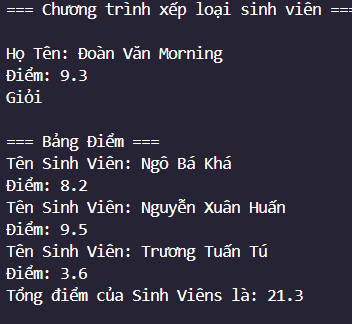 === Chương trình xếp loại sinh viên ===
Họ Tên: Đoàn Văn Morning
Điểm: 9.3
Giỏi
=== Bảng Điểm ===
Tên Sinh Viên: Ngô Bá Khá
Điểm: 8.2
Tên Sinh Viên: Nguyễn Xuân Huấn
Điểm: 9.5
Tên Sinh Viên: Trương Tuấn Tú
Điểm: 3.6
Tổng điểm của Sinh Viêns là: 21.3